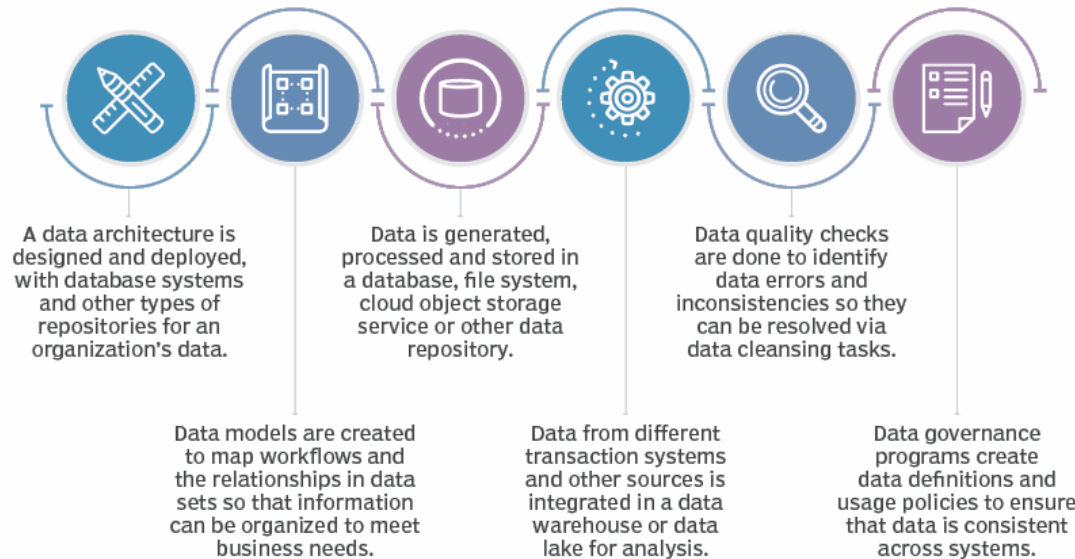 A data architecture is
designed and deployed,
with database systems
and other types of
repositories for an
organization's data.
Data models are created
to map workflows and
the relationships in data
sets so that information
can be organized to meet
business needs.
Data is generated,
processed and stored in
a database, file system,
cloud object storage
service or other data
repository.
Data from different
transaction systems
and other sources is
integrated in a data
warehouse or data
lake for analysis.
Data quality checks
are done to identify
data errors and
inconsistencies so they
can be resolved via
data cleansing tasks.
Data governance
programs create
data definitions and
usage policies to ensure
that data is consistent
across systems.